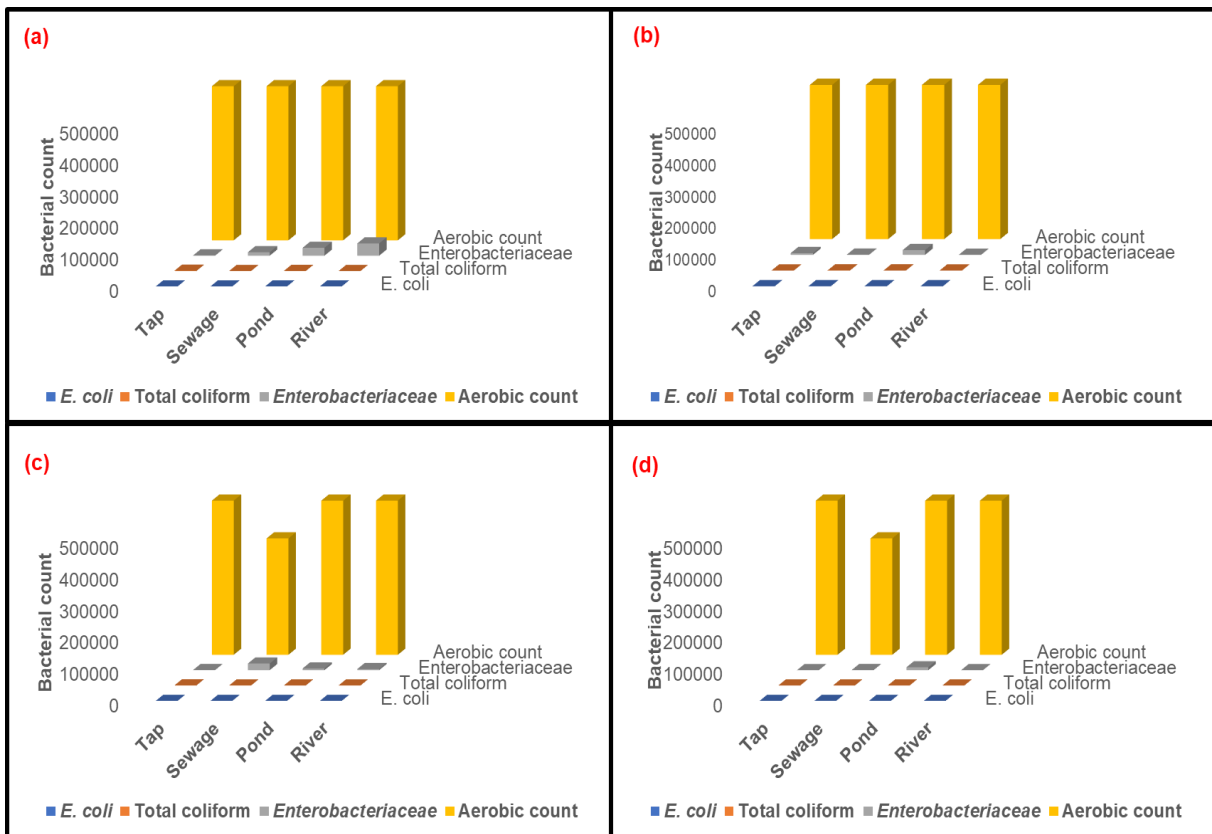 (a)
Bacterial count
500000
400000
300000
200000
100000
0
Aerobic count
Enterobacteriaceae
Total coliform
E. coli
Tap
Sewage
Pond
River
E. coli Total coliform Enterobacteriaceae Aerobic count
(b)
Bacterial count
500000
400000
300000
200000
100000
0
Aerobic count
Enterobacteriaceae
Total coliform
E. coli
Tap
Sewage
Pond
River
E. coli Total coliform Enterobacteriaceae Aerobic count
(c)
Bacterial count
500000
400000
300000
200000
100000
0
Aerobic count
Enterobacteriaceae
Total coliform
E. coli
Tap
Sewage
Pond
River
E. coli Total coliform Enterobacteriaceae Aerobic count
(d)
Bacterial count
500000
400000
300000
200000
100000
0
Aerobic count
Enterobacteriaceae
Total coliform
E. coli
Tap
Sewage
Pond
River
E. coli Total coliform Enterobacteriaceae Aerobic count